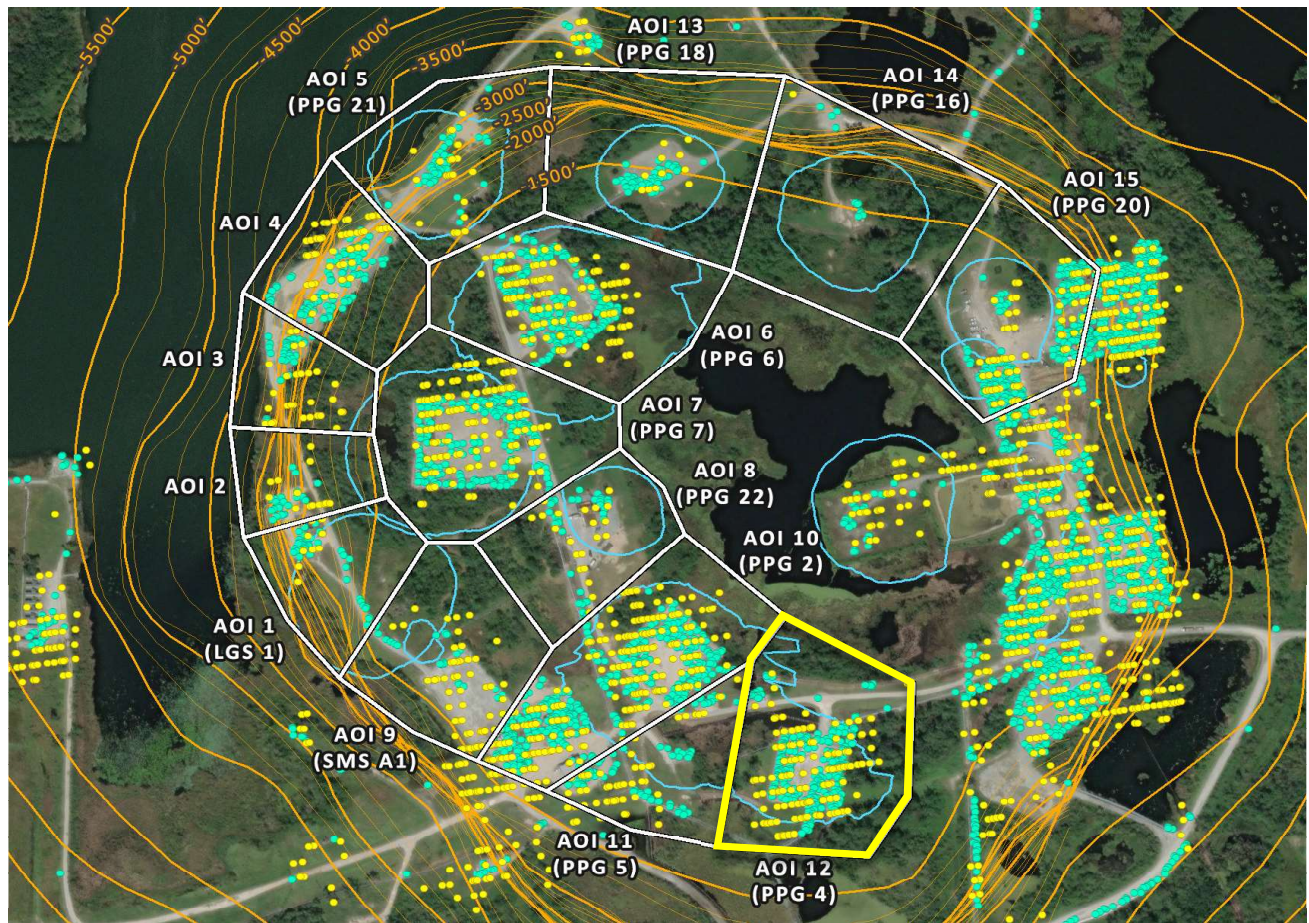 -5500'
-5000'
-4500'
-4000'
-3500'
-3000'
-2500'
-2000'
-1500'
AOI 13
(PPG 18)
AOI 5
(PPG 21)
AOI 14
(PPG 16)
AOI 15
(PPG 20)
AOI 4
AOI 3
AOI 6
(PPG 6)
AOI 7
(PPG 7)
AOI 8
(PPG 22)
AOI 2
AOI 10
(PPG 2)
AOI 1
(LGS 1)
AOI 9
(SMS A1)
AOI 11
(PPG 5)
AOI 12
(PPG 4)